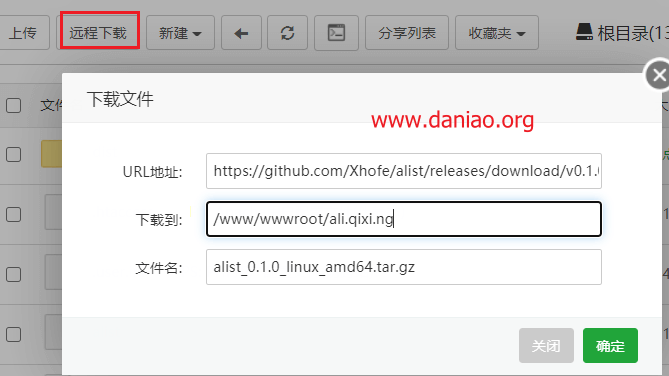 上传 远程下载 新建 分享列表 收藏夹 根目录(13
文件
下载文件
www.daniao.org
URL地址: https://github.com/Xhofe/alist/releases/download/v0.1.
下载到: /www/wwwroot/ali.qixi.ng
文件名: alist_0.1.0_linux_amd64.tar.gz
关闭 确定